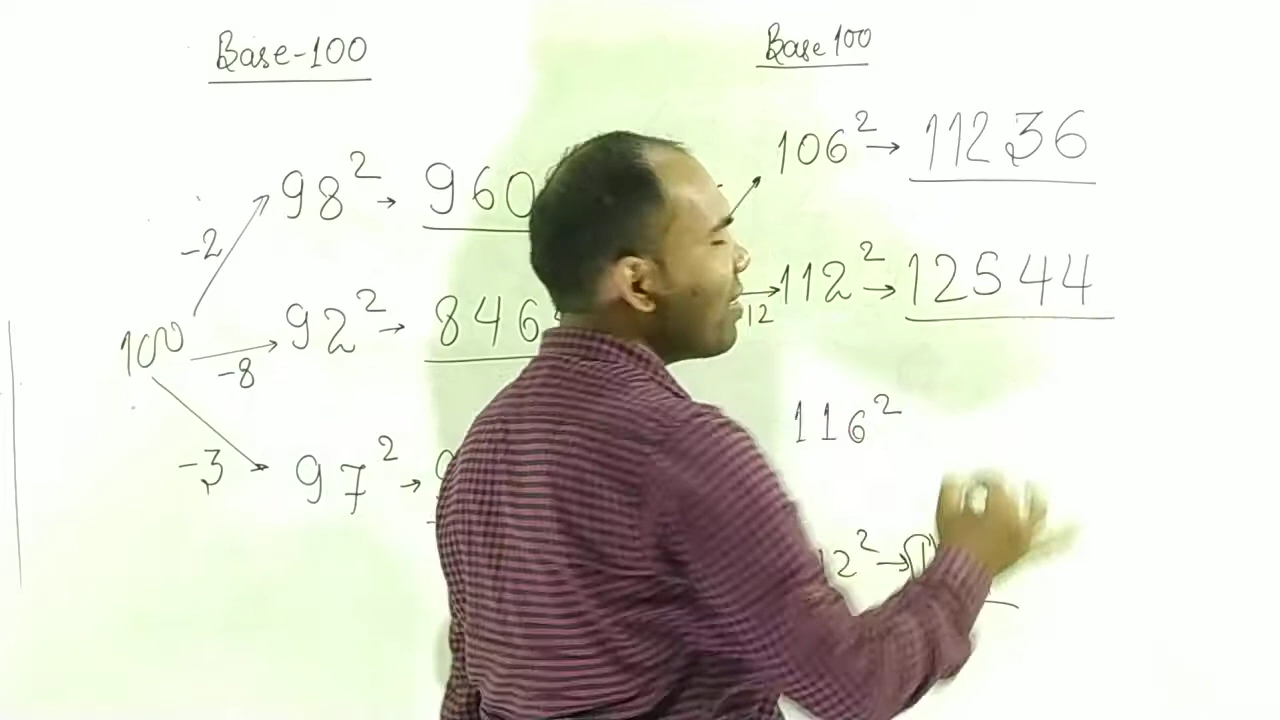 Base-100
98² → 960
-2
100
92² → 846
-8
-3
97² →
Base 100
106² → 11236
112² → 12544
12
116²
12² →